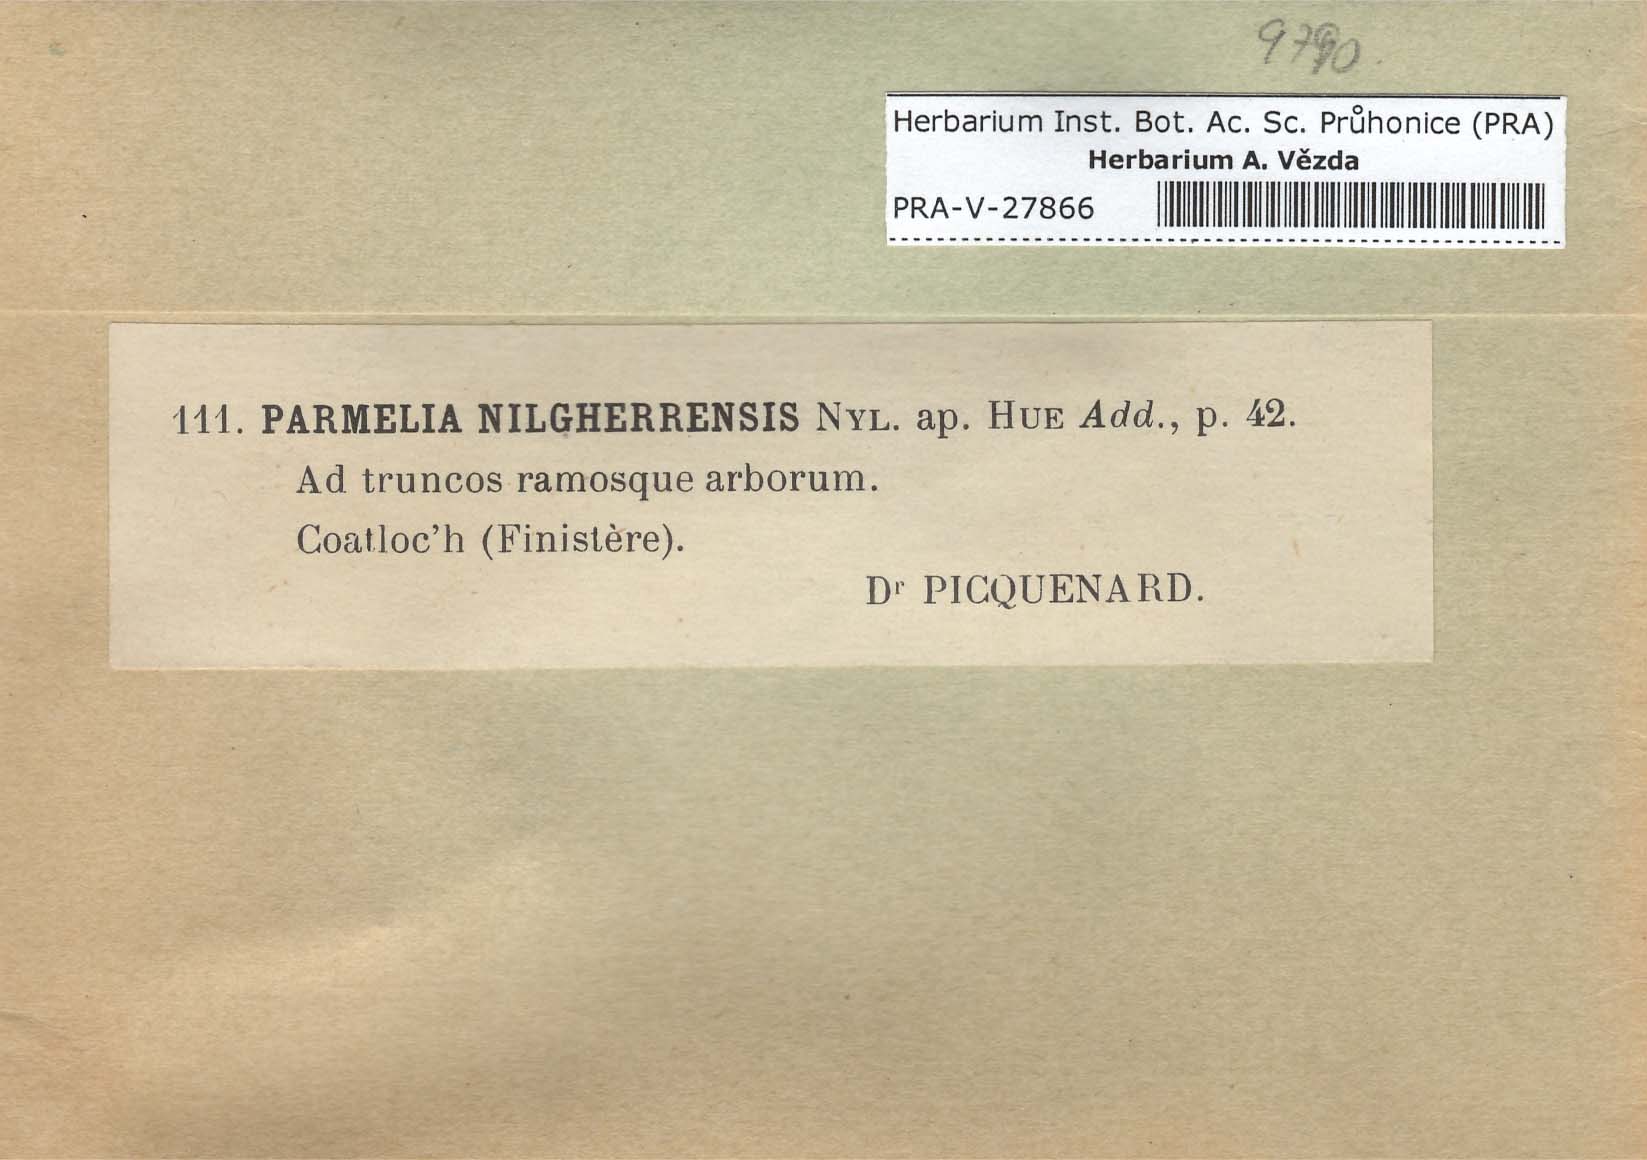 Herbarium Inst. Bot. Ac. Sc. Průhonice (PRA)
Herbarium A. Vězda
PRA-V-27866
111. PARMELIA NILGHERRENSIS NYL. ap. HUE Add., p. 42.
Ad truncos ramosque arborum.
Coatloc'h (Finistère).
Dr PICQUENARD.